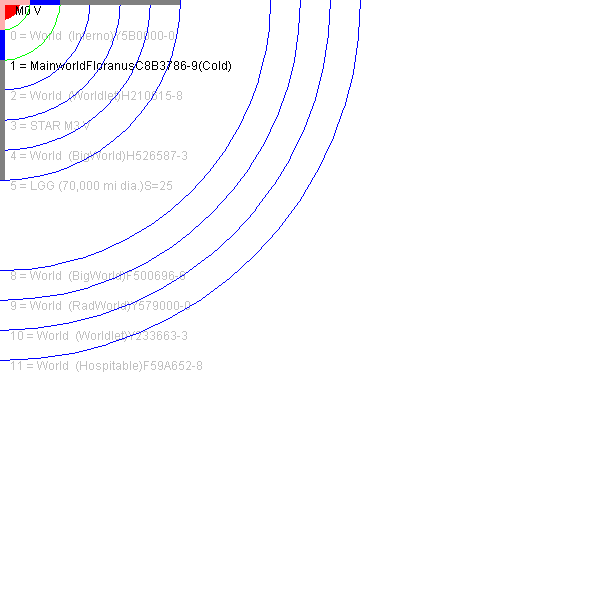 M0 V
0 = World (Inferno)Y5B0000-0
1 = MainworldFloranusC8B3786-9(Cold)
2 = World (Worldlet)H210615-8
3 = STAR M3 V
4 = World (BigWorld)H526587-3
5 = LGG (70,000 mi dia.)S=25
8 = World (BigWorld)F500696-6
9 = World (RadWorld)Y579000-0
10 = World (Worldlet)Y233663-3
11 = World (Hospitable)F59A652-8